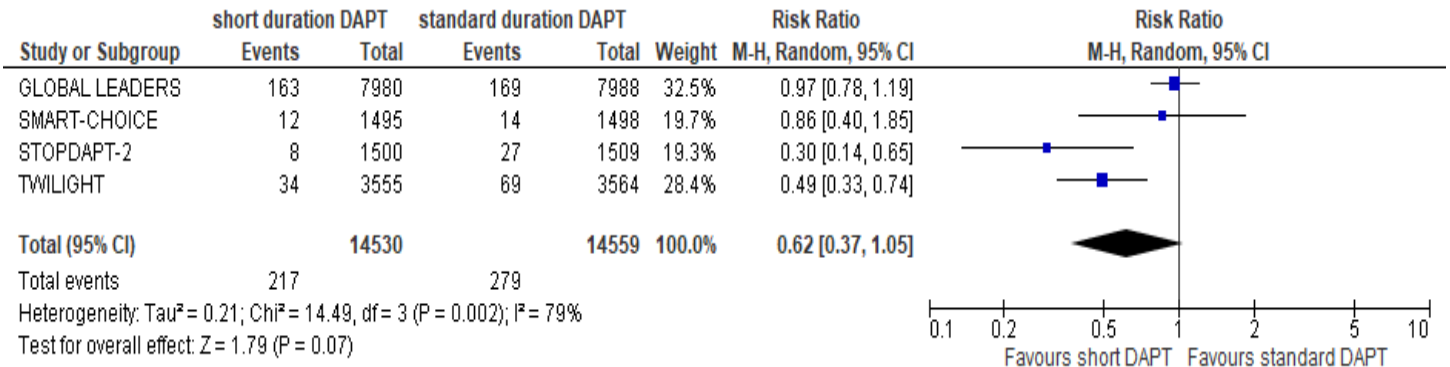 short duration DAPT standard duration DAPT Risk Ratio Risk Ratio
Study or Subgroup Events Total Events Total Weight M-H, Random, 95% CI M-H, Random, 95% CI
GLOBAL LEADERS 163 7980 169 7988 32.5% 0.97 [0.78, 1.19]
SMART-CHOICE 12 1495 14 1498 19.7% 0.86 [0.40, 1.85]
STOPDAPT-2 8 1500 27 1509 19.3% 0.30 [0.14, 0.65]
TWILIGHT 34 3555 69 3564 28.4% 0.49 [0.33, 0.74]
Total (95% CI) 14530 14559 100.0% 0.62 [0.37, 1.05]
Total events 217 279
Heterogeneity: Tau² = 0.21; Chi² = 14.49, df = 3 (P = 0.002); I² = 79%
Test for overall effect: Z = 1.79 (P = 0.07)
0.1 0.2 0.5 1 2 5 10
Favours short DAPT Favours standard DAPT